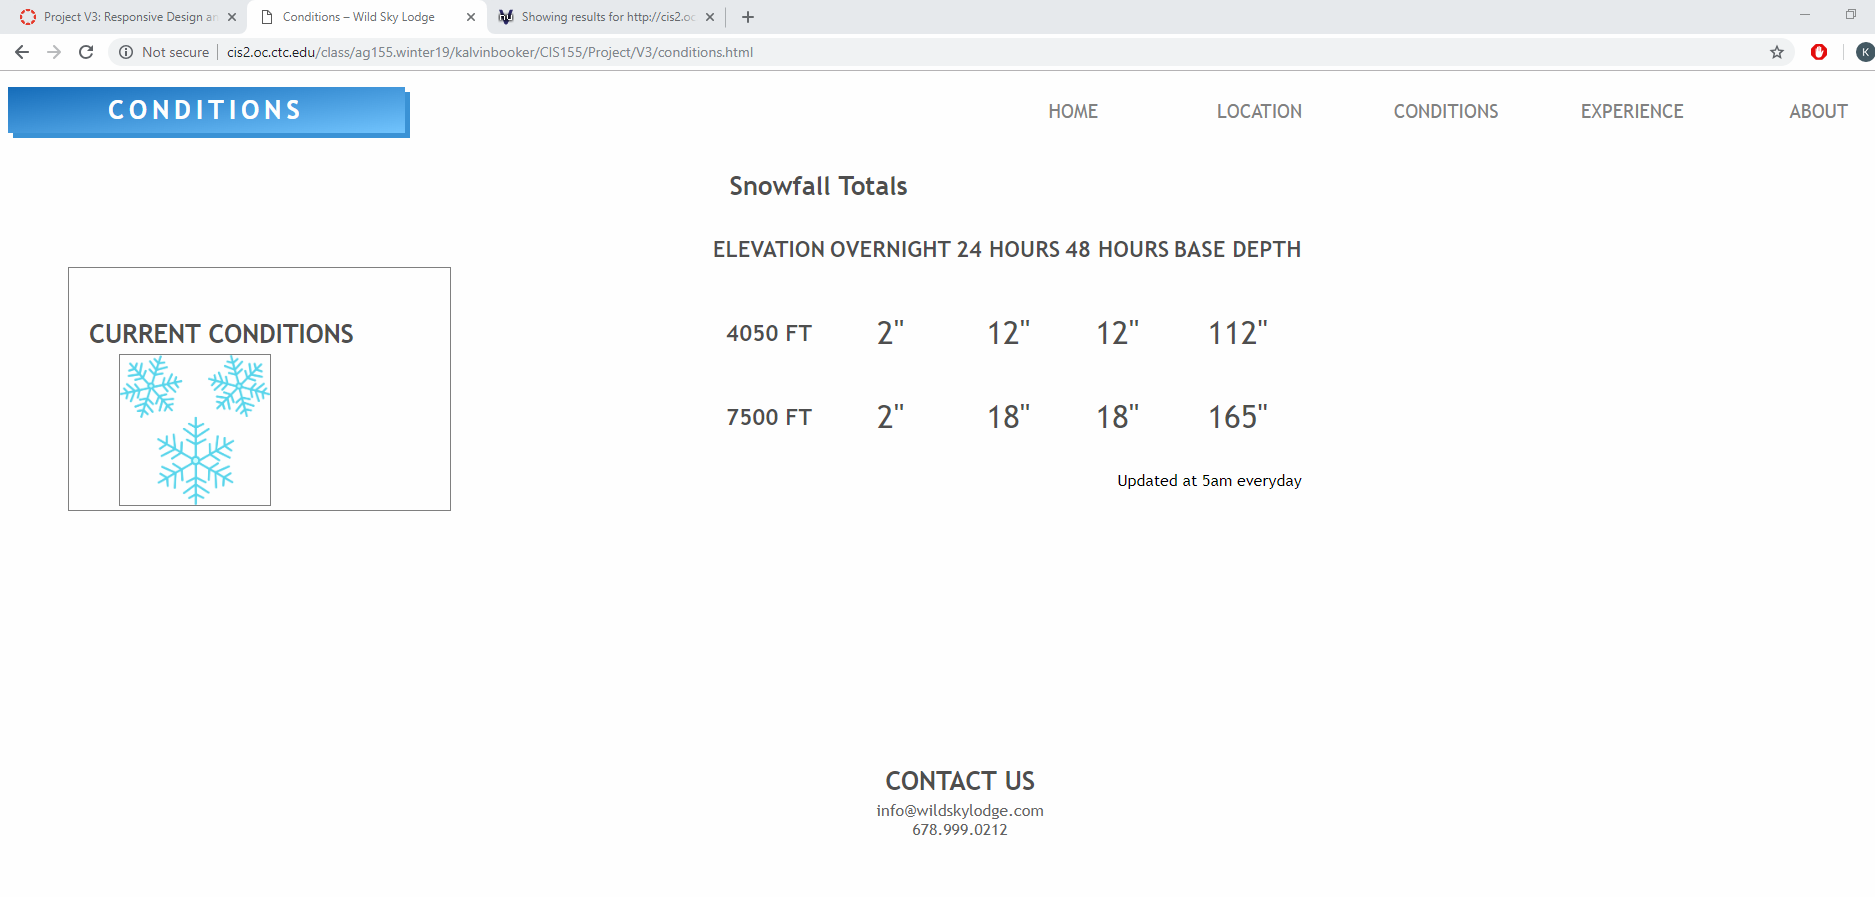 Project V3: Responsive Design an
Conditions – Wild Sky Lodge
Showing results for http://cis2.oc
Not secure
cis2.oc.ctc.edu/class/ag155.winter19/kalvinbooker/CIS155/Project/V3/conditions.html
K
CONDITIONS
HOME LOCATION CONDITIONS EXPERIENCE ABOUT
Snowfall Totals
ELEVATION OVERNIGHT 24 HOURS 48 HOURS BASE DEPTH
4050 FT 2" 12" 12" 112"
7500 FT 2" 18" 18" 165"
Updated at 5am everyday
CURRENT CONDITIONS
CONTACT US
info@wildskylodge.com
678.999.0212